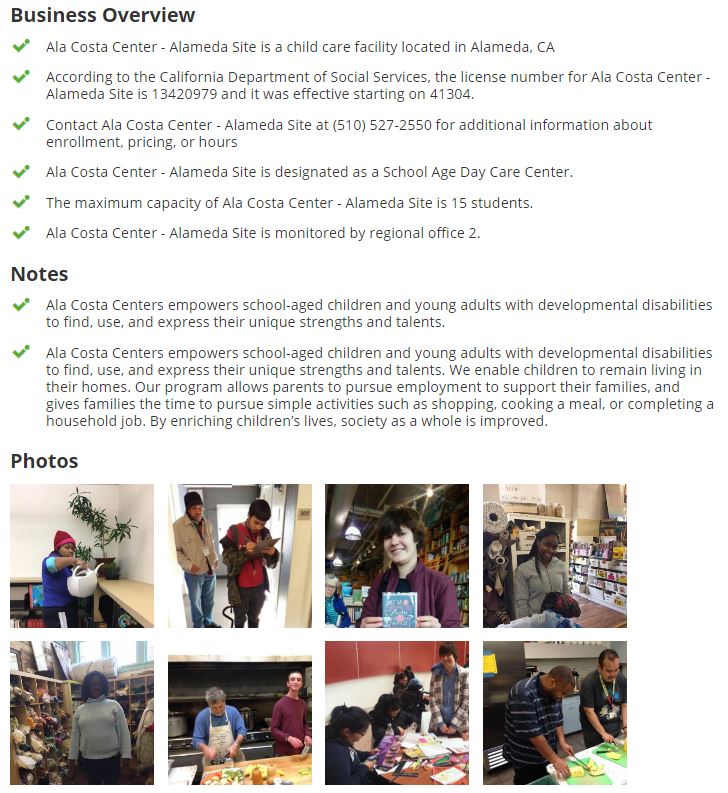 Business Overview
Ala Costa Center - Alameda Site is a child care facility located in Alameda, CA
According to the California Department of Social Services, the license number for Ala Costa Center -
Alameda Site is 13420979 and it was effective starting on 41304.
Contact Ala Costa Center - Alameda Site at (510) 527-2550 for additional information about
enrollment, pricing, or hours
Ala Costa Center - Alameda Site is designated as a School Age Day Care Center.
The maximum capacity of Ala Costa Center - Alameda Site is 15 students.
Ala Costa Center - Alameda Site is monitored by regional office 2.
Notes
Ala Costa Centers empowers school-aged children and young adults with developmental disabilities
to find, use, and express their unique strengths and talents.
Ala Costa Centers empowers school-aged children and young adults with developmental disabilities
to find, use, and express their unique strengths and talents. We enable children to remain living in
their homes. Our program allows parents to pursue employment to support their families, and
gives families the time to pursue simple activities such as shopping, cooking a meal, or completing a
household job. By enriching children’s lives, society as a whole is improved.
Photos